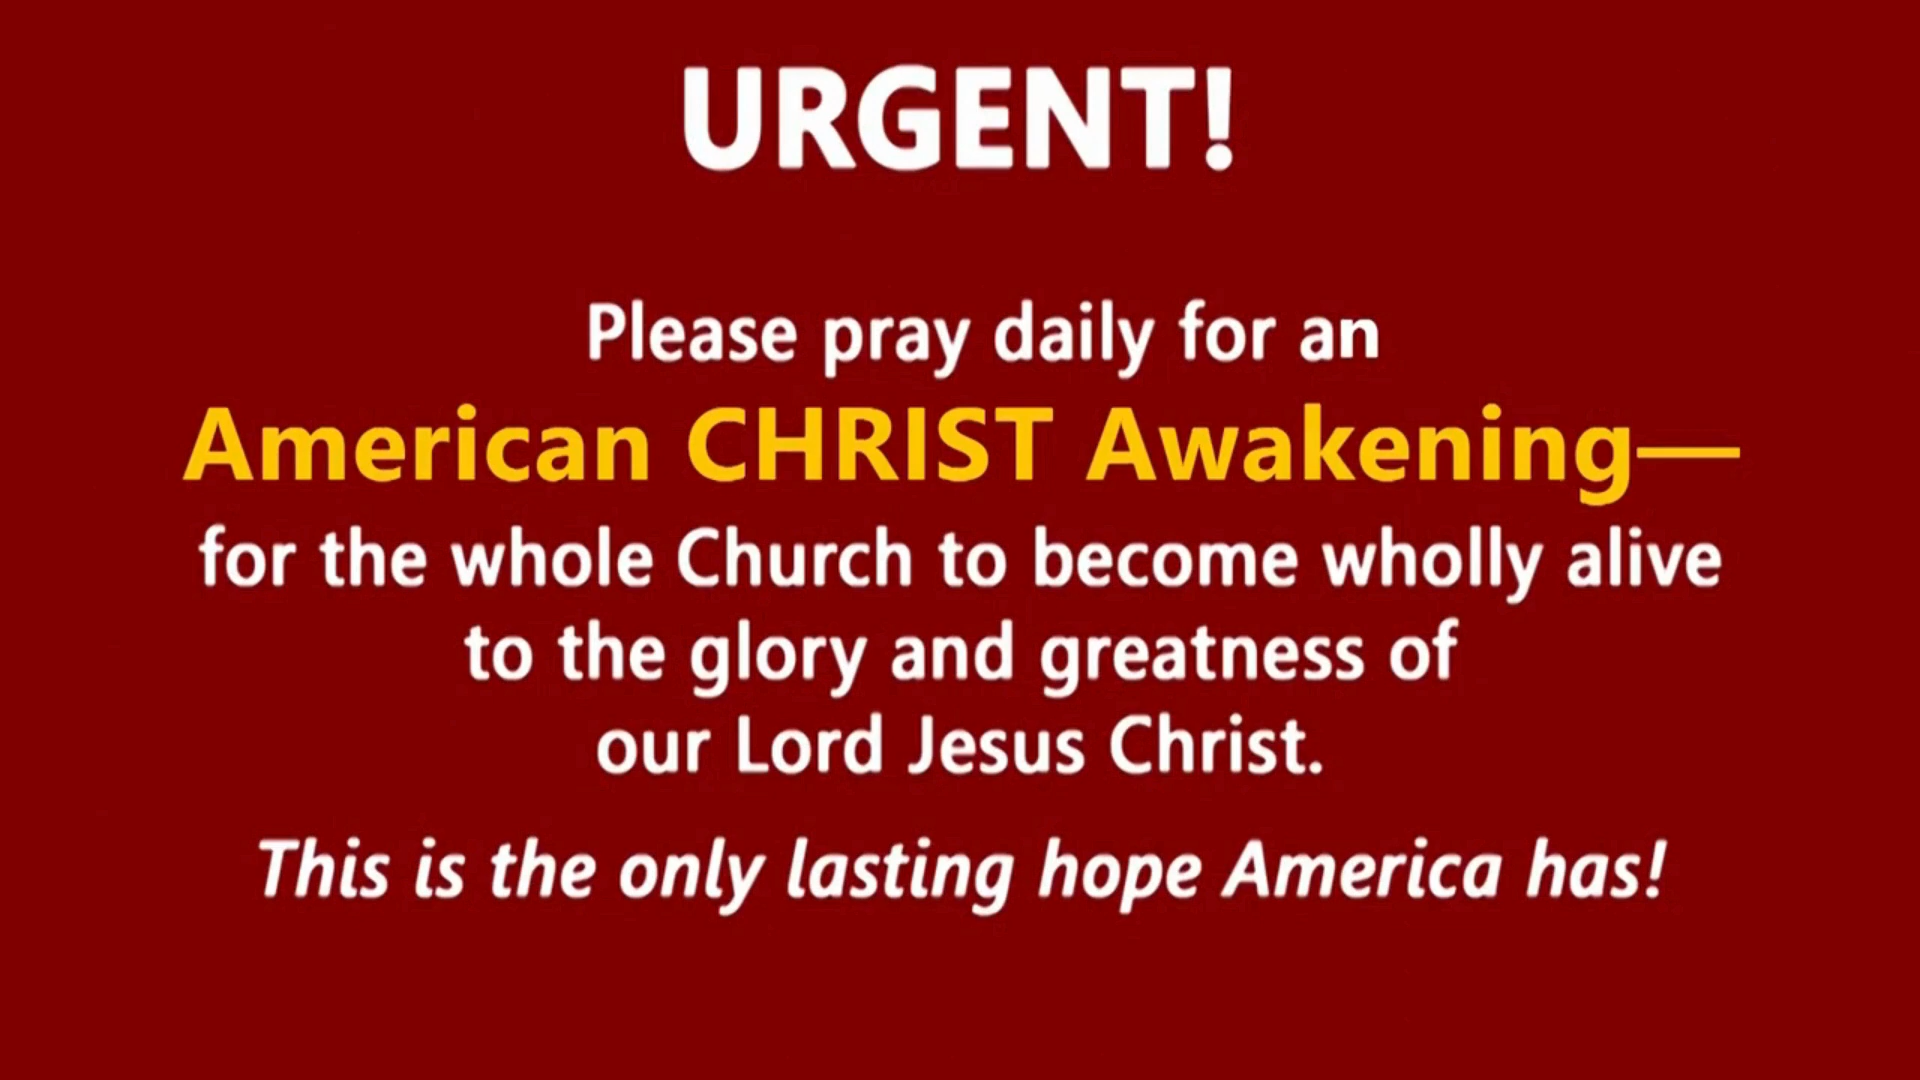 URGENT!
Please pray daily for an
American CHRIST Awakening—
for the whole Church to become wholly alive
to the glory and greatness of
our Lord Jesus Christ.
This is the only lasting hope America has!